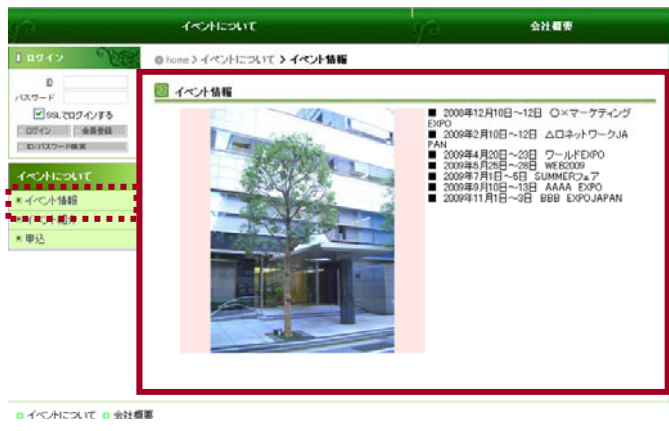 イベントについて
会社概要
ログイン
home > イベントについて > イベント情報
ID
パスワード
SSLでログインする
ログイン 会員登録
ID/パスワード検索
イベントについて
イベント情報
イベント紹介
申込
イベント情報
■ 2008年12月10日～12日 ○×マーケティング
EXPO
■ 2009年2月10日～12日 △ロネットワークJA
PAN
■ 2009年4月20日～23日 ワールドEXPO
■ 2009年5月25日～28日 WEB2009
■ 2009年7月1日～5日 SUMMERフェア
■ 2009年9月10日～13日 AAAA EXPO
■ 2009年11月1日～3日 BBB EXPOJAPAN
イベントについて 会社概要